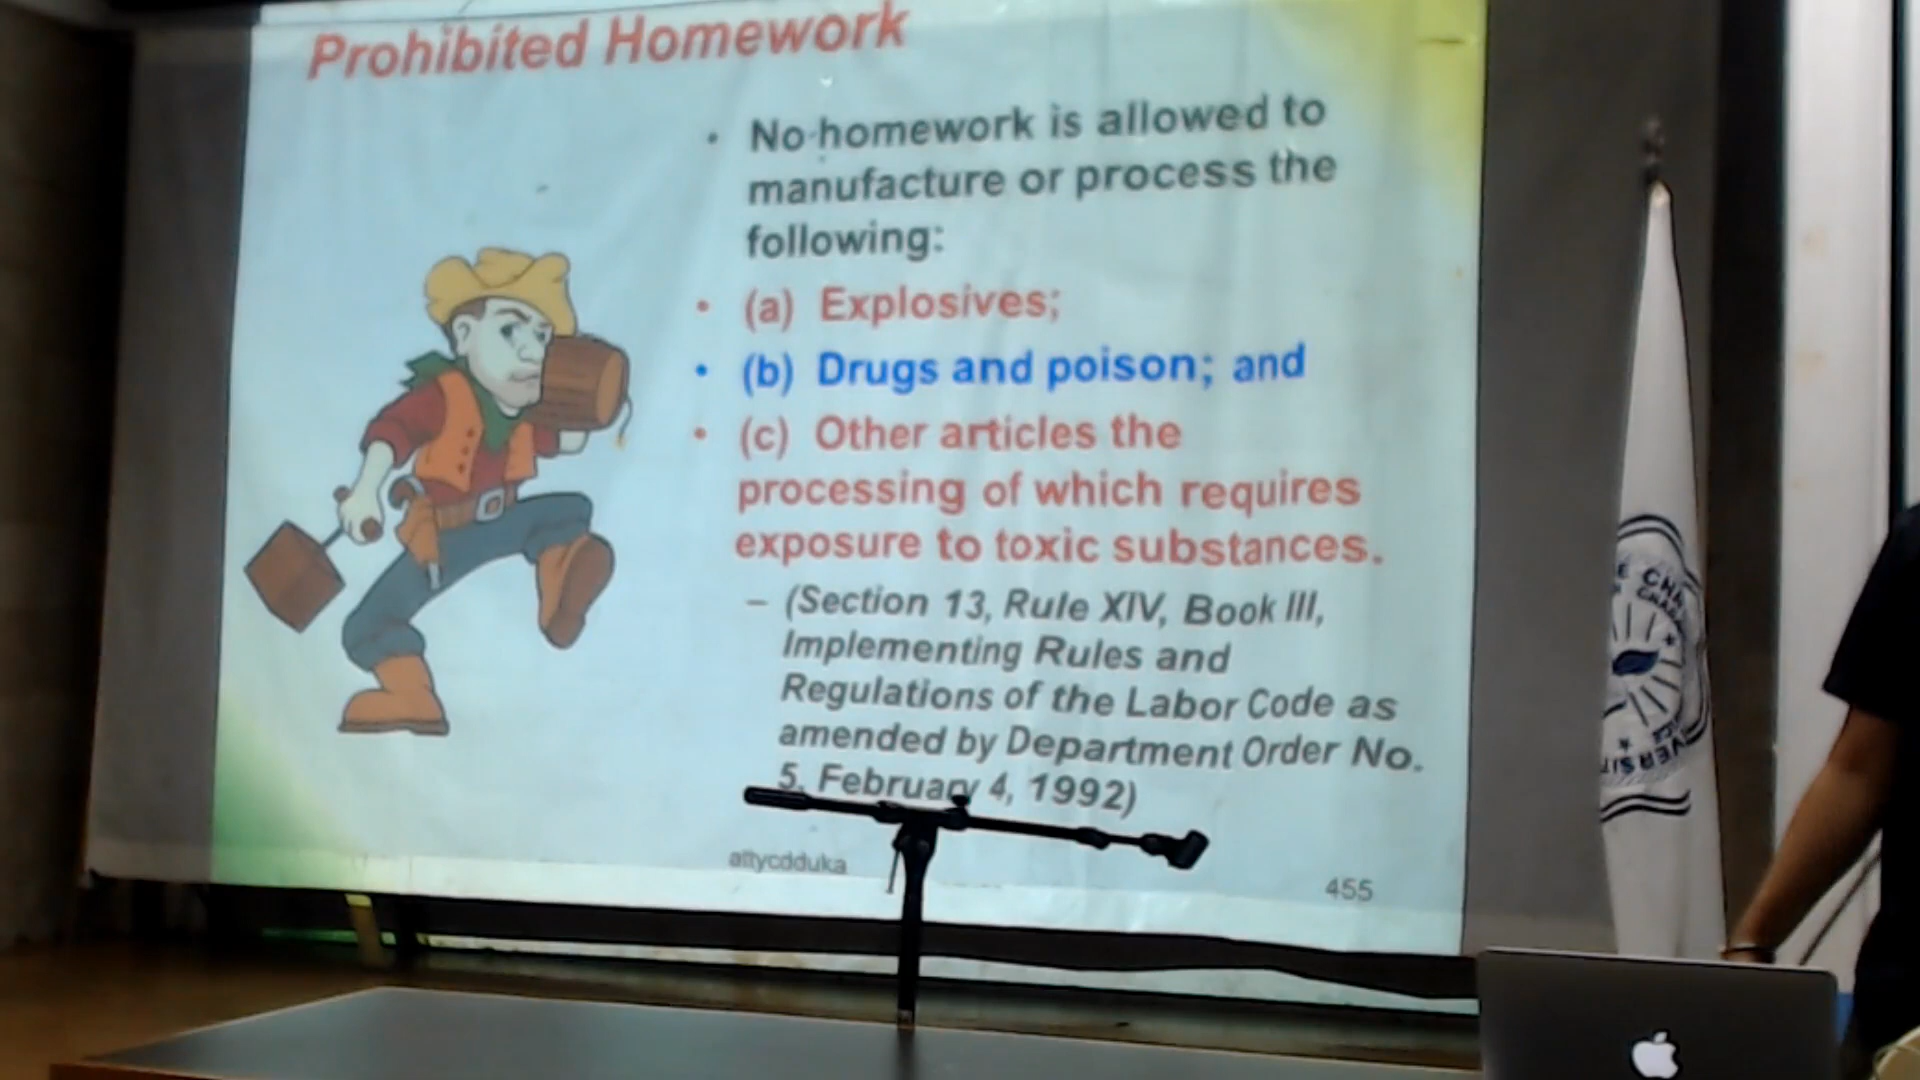 Prohibited Homework
• No homework is allowed to
manufacture or process the
following:
• (a) Explosives;
• (b) Drugs and poison; and
• (c) Other articles the
processing of which requires
exposure to toxic substances.
– (Section 13, Rule XIV, Book III,
Implementing Rules and
Regulations of the Labor Code as
amended by Department Order No.
5, February 4, 1992)
attycdduka
455